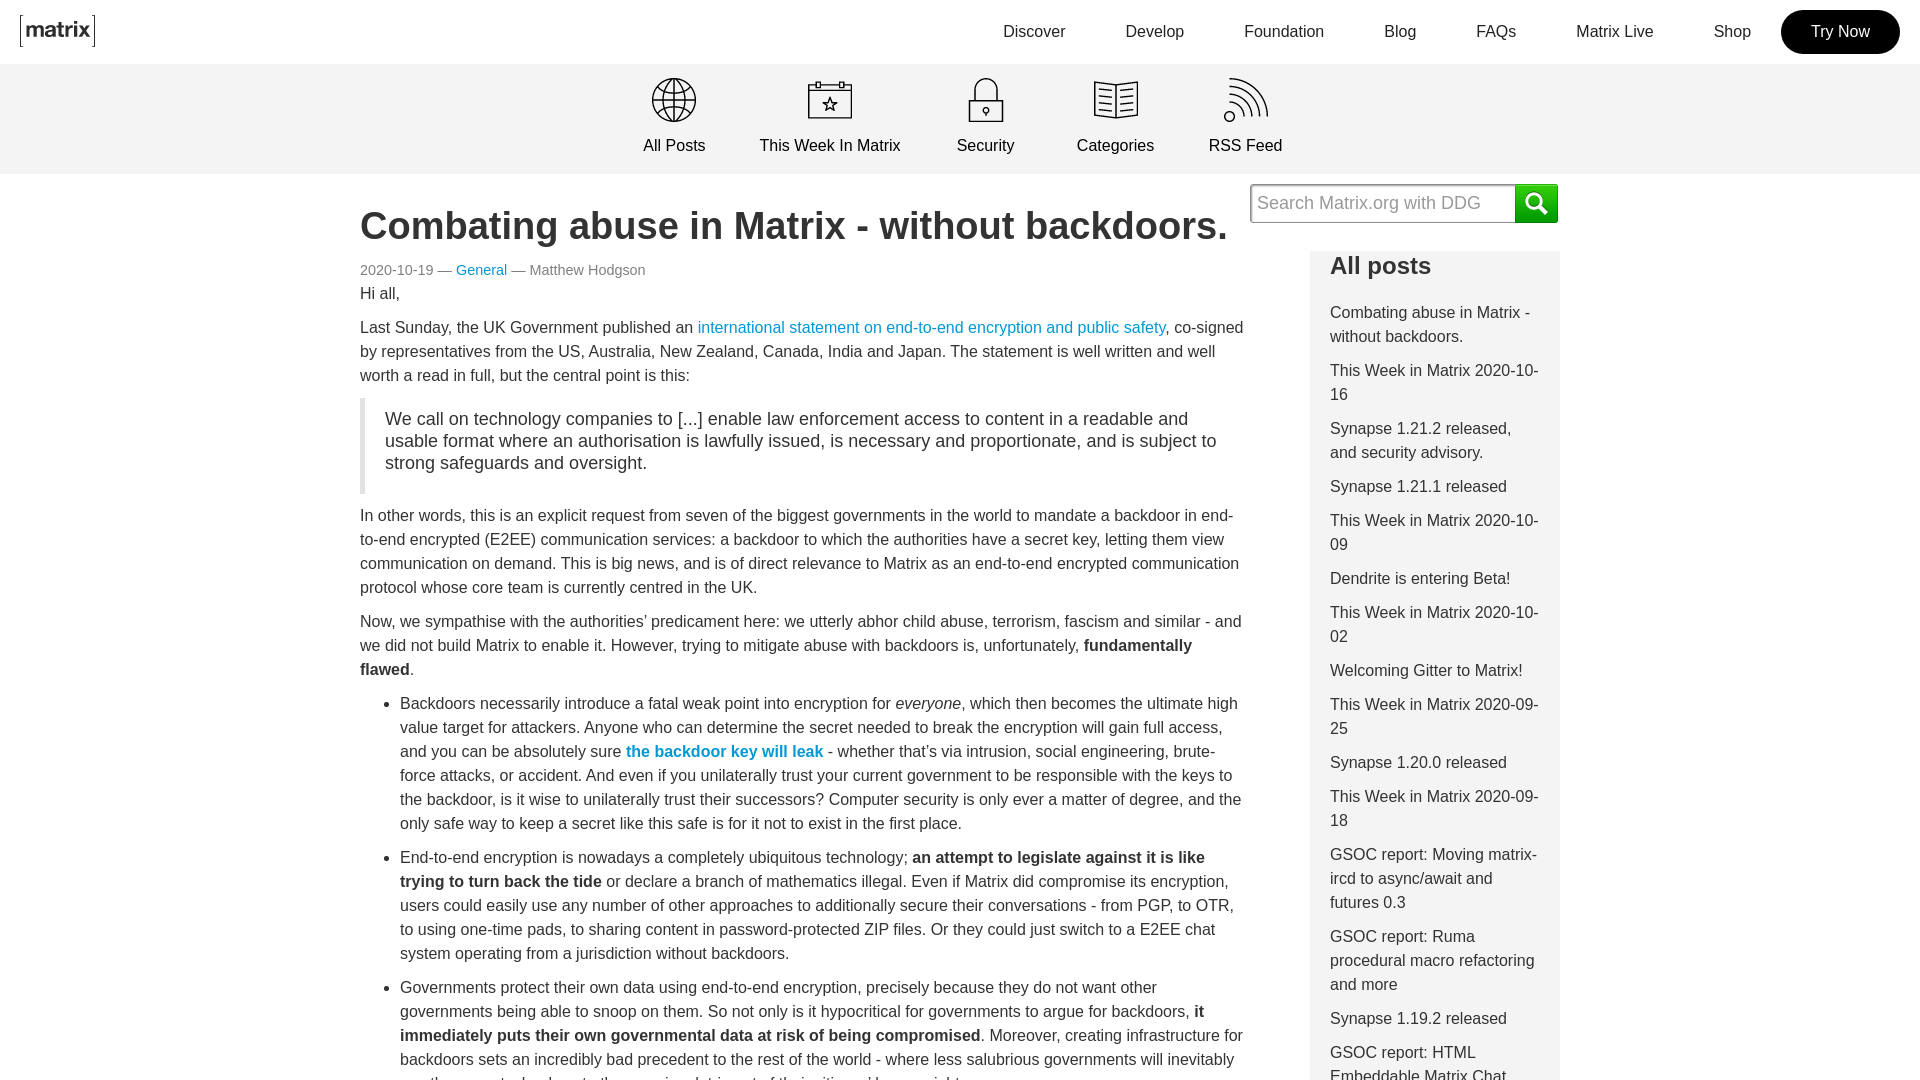 [matrix]
Discover
Develop
Foundation
Blog
FAQs
Matrix Live
Shop
Try Now
All Posts
This Week In Matrix
Security
Categories
RSS Feed
Search Matrix.org with DDG
Combating abuse in Matrix - without backdoors.
2020-10-19 — General — Matthew Hodgson
Hi all,
Last Sunday, the UK Government published an international statement on end-to-end encryption and public safety, co-signed
by representatives from the US, Australia, New Zealand, Canada, India and Japan. The statement is well written and well
worth a read in full, but the central point is this:
We call on technology companies to [...] enable law enforcement access to content in a readable and
usable format where an authorisation is lawfully issued, is necessary and proportionate, and is subject to
strong safeguards and oversight.
In other words, this is an explicit request from seven of the biggest governments in the world to mandate a backdoor in end-
to-end encrypted (E2EE) communication services: a backdoor to which the authorities have a secret key, letting them view
communication on demand. This is big news, and is of direct relevance to Matrix as an end-to-end encrypted communication
protocol whose core team is currently centred in the UK.
Now, we sympathise with the authorities’ predicament here: we utterly abhor child abuse, terrorism, fascism and similar - and
we did not build Matrix to enable it. However, trying to mitigate abuse with backdoors is, unfortunately, fundamentally
flawed.
• Backdoors necessarily introduce a fatal weak point into encryption for everyone, which then becomes the ultimate high
value target for attackers. Anyone who can determine the secret needed to break the encryption will gain full access,
and you can be absolutely sure the backdoor key will leak - whether that’s via intrusion, social engineering, brute-
force attacks, or accident. And even if you unilaterally trust your current government to be responsible with the keys to
the backdoor, is it wise to unilaterally trust their successors? Computer security is only ever a matter of degree, and the
only safe way to keep a secret like this safe is for it not to exist in the first place.
• End-to-end encryption is nowadays a completely ubiquitous technology; an attempt to legislate against it is like
trying to turn back the tide or declare a branch of mathematics illegal. Even if Matrix did compromise its encryption,
users could easily use any number of other approaches to additionally secure their conversations - from PGP, to OTR,
to using one-time pads, to sharing content in password-protected ZIP files. Or they could just switch to a E2EE chat
system operating from a jurisdiction without backdoors.
• Governments protect their own data using end-to-end encryption, precisely because they do not want other
governments being able to snoop on them. So not only is it hypocritical for governments to argue for backdoors, it
immediately puts their own governmental data at risk of being compromised. Moreover, creating infrastructure for
backdoors sets an incredibly bad precedent to the rest of the world - where less salubrious governments will inevitably
All posts
Combating abuse in Matrix -
without backdoors.
This Week in Matrix 2020-10-
16
Synapse 1.21.2 released,
and security advisory.
Synapse 1.21.1 released
This Week in Matrix 2020-10-
09
Dendrite is entering Beta!
This Week in Matrix 2020-10-
02
Welcoming Gitter to Matrix!
This Week in Matrix 2020-09-
25
Synapse 1.20.0 released
This Week in Matrix 2020-09-
18
GSOC report: Moving matrix-
ircd to async/await and
futures 0.3
GSOC report: Ruma
procedural macro refactoring
and more
Synapse 1.19.2 released
GSOC report: HTML
Embeddable Matrix Chat